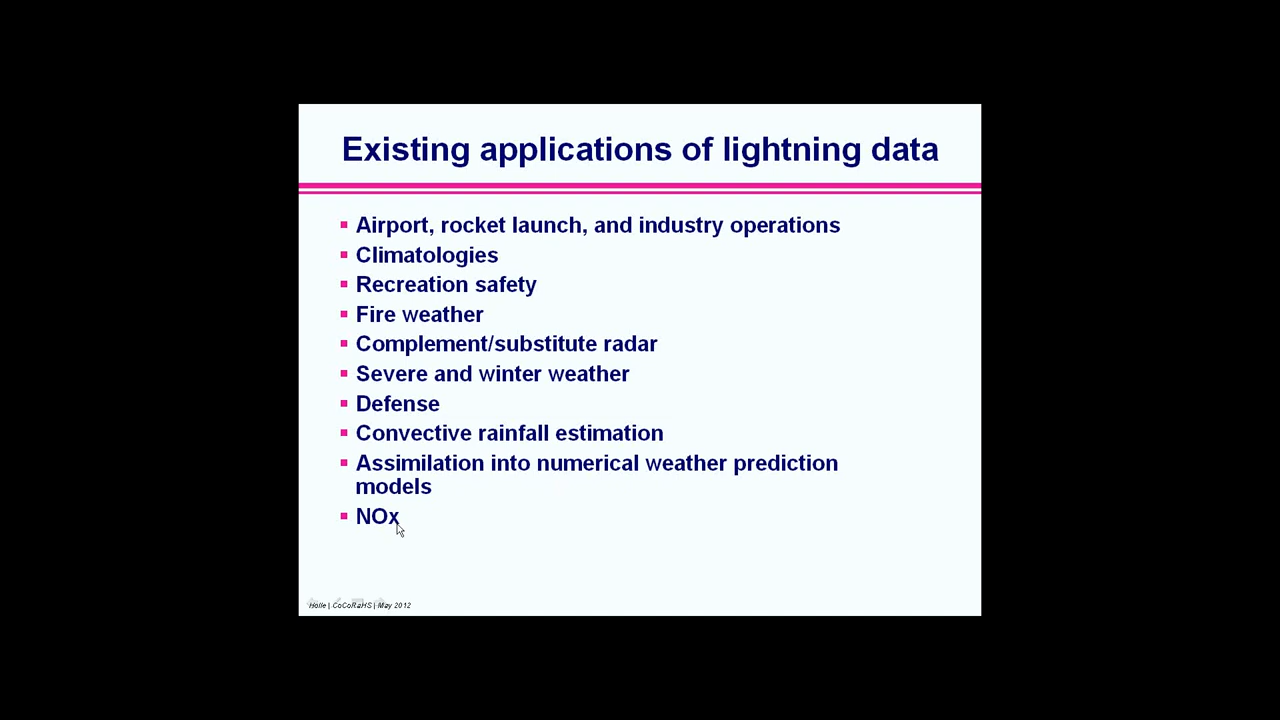 Existing applications of lightning data
Airport, rocket launch, and industry operations
Climatologies
Recreation safety
Fire weather
Complement/substitute radar
Severe and winter weather
Defense
Convective rainfall estimation
Assimilation into numerical weather prediction
models
NOx
Holle | CoCoRaHS | May 2012